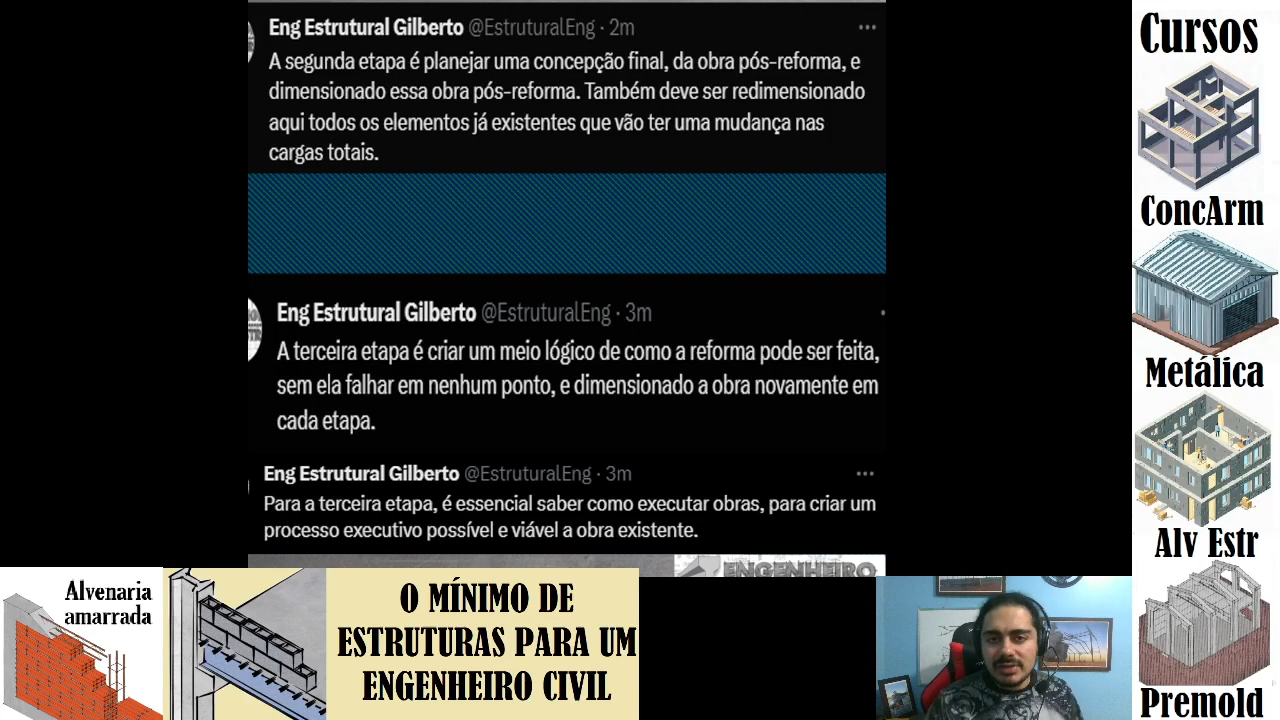 Eng Estrutural Gilberto @EstruturalEng · 2m
A segunda etapa é planejar uma concepção final, da obra pós-reforma, e
dimensionado essa obra pós-reforma. Também deve ser redimensionado
aqui todos os elementos já existentes que vão ter uma mudança nas
cargas totais.
Eng Estrutural Gilberto @EstruturalEng · 3m
A terceira etapa é criar um meio lógico de como a reforma pode ser feita,
sem ela falhar em nenhum ponto, e dimensionado a obra novamente em
cada etapa.
Eng Estrutural Gilberto @EstruturalEng · 3m
Para a terceira etapa, é essencial saber como executar obras, para criar um
processo executivo possível e viável a obra existente.
ENGENHEIRO
Alvenaria
amarrada
O MÍNIMO DE
ESTRUTURAS PARA UM
ENGENHEIRO CIVIL
Cursos
ConcArm
Metálica
Alv Estr
Premold